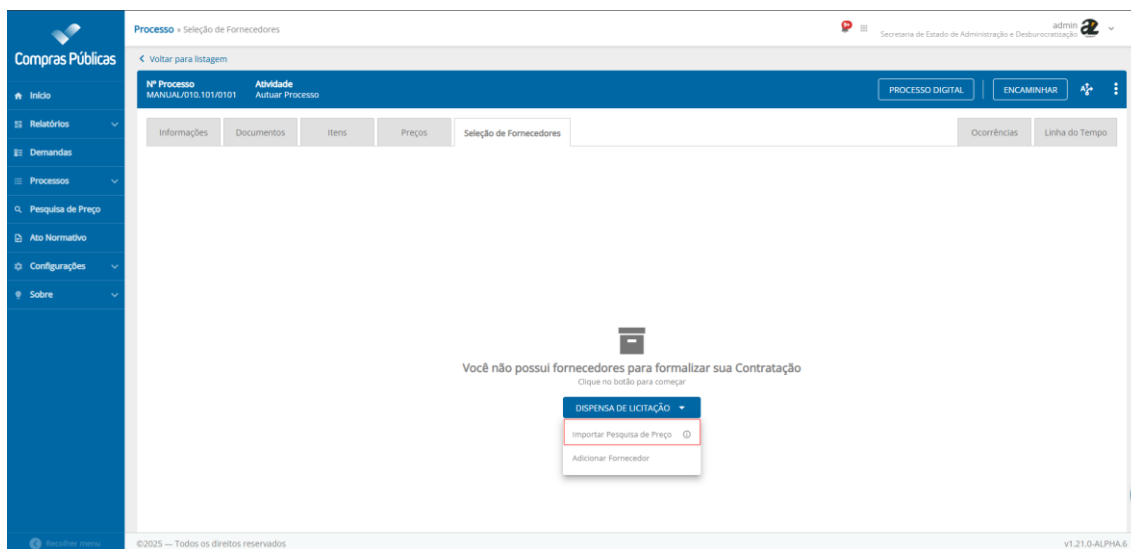 Compras Públicas
Início
Relatórios
Demandas
Processos
Pesquisa de Preço
Ato Normativo
Configurações
Sobre
Recolher menu
Processo » Seleção de Fornecedores
admin
Secretaria de Estado de Administração e Desburocratização
Voltar para listagem
Nº Processo Atividade
MANUAL/010.101/0101 Autuar Processo
PROCESSO DIGITAL ENCAMINHAR
Informações Documentos Itens Preços Seleção de Fornecedores Ocorrências Linha do Tempo
Você não possui fornecedores para formalizar sua Contratação
Clique no botão para começar
DISPENSA DE LICITAÇÃO
Importar Pesquisa de Preço
Adicionar Fornecedor
©2025 — Todos os direitos reservados v1.21.0-ALPHA.6